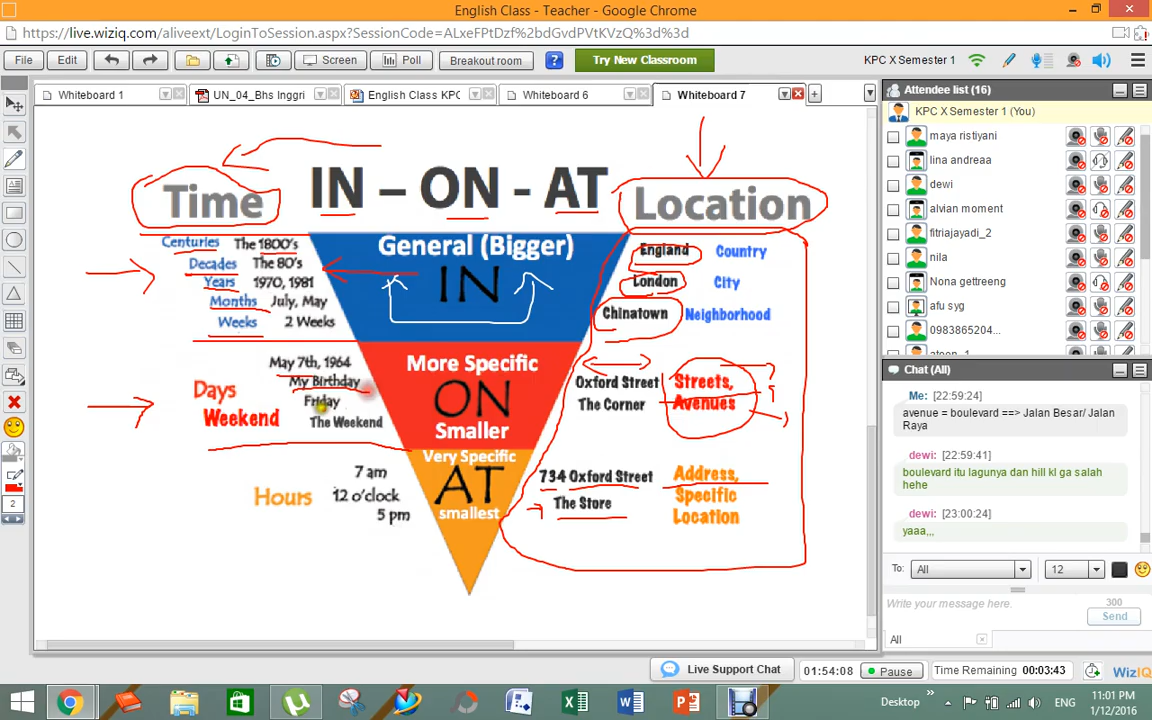 English Class - Teacher - Google Chrome
https://live.wiziq.com/aliveext/LoginToSession.aspx?SessionCode=ALxeFPtDzf%2bdGvdPVtKVzQ%3d%3d
File Edit Screen Poll Breakout room ? Try New Classroom KPC X Semester 1
Whiteboard 1 UN_04_Bhs Inggri English Class KPC Whiteboard 6 Whiteboard 7
Time IN – ON - AT Location
Centuries The 1800's
Decades The 80's
Years 1970, 1981
Months July, May
Weeks 2 Weeks
General (Bigger)
IN
England Country
London City
Chinatown Neighborhood
Days
Weekend
May 7th, 1964
My Birthday
Friday
The Weekend
More Specific
ON
Smaller
Oxford Street
The Corner
Streets,
Avenues
Hours
7 am
12 o'clock
5 pm
Very Specific
AT
smallest
734 Oxford Street
The Store
Address,
Specific
Location
Attendee list (16)
KPC X Semester 1 (You)
maya ristiyani
lina andreaa
dewi
alvian moment
fitriajayadi_2
nila
Nona gettreeng
afu syg
0983865204...
Chat (All)
Me: [22:59:24]
avenue = boulevard ==> Jalan Besar/ Jalan
Raya
dewi: [22:59:41]
boulevard itu lagunya dan hill kl ga salah
hehe
dewi: [23:00:24]
yaaa,,,
To: All 12
Write your message here. 300
Send
All
2
Live Support Chat 01:54:08 Pause Time Remaining 00:03:43 WizIQ
Desktop ENG 11:01 PM
1/12/2016